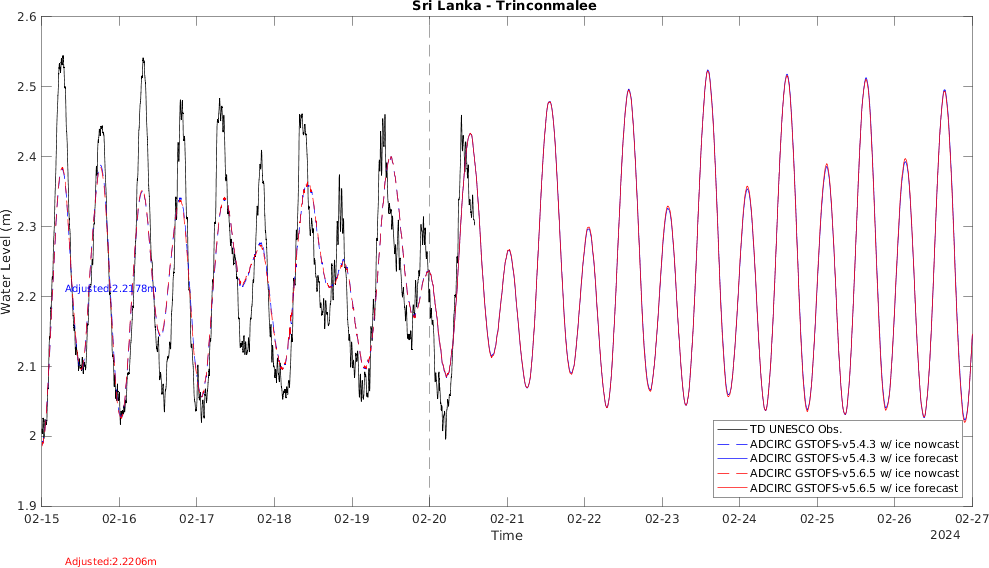 Sri Lanka - Trinconmalee
2.6
2.5
2.4
2.3
2.2
2.1
2
1.9
Water Level (m)
Adjusted:2.2178m
TD UNESCO Obs.
ADCIRC GSTOFS-v5.4.3 w/ ice nowcast
ADCIRC GSTOFS-v5.4.3 w/ ice forecast
ADCIRC GSTOFS-v5.6.5 w/ ice nowcast
ADCIRC GSTOFS-v5.6.5 w/ ice forecast
02-15 02-16 02-17 02-18 02-19 02-20 02-21 02-22 02-23 02-24 02-25 02-26 02-27
Time
2024
Adjusted:2.2206m